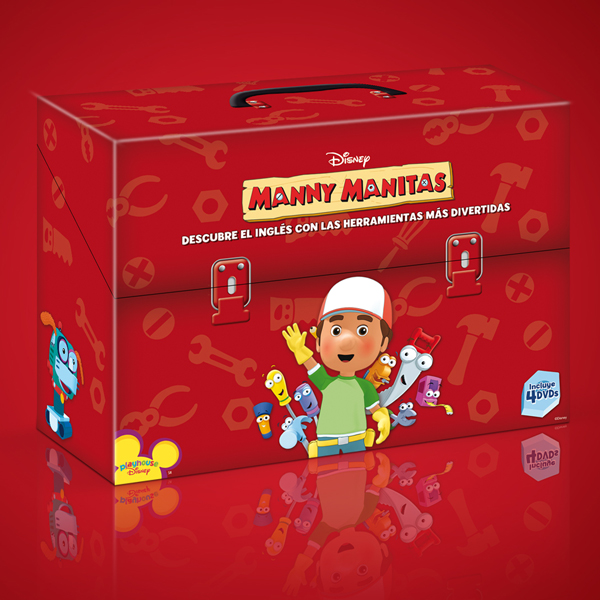 Disney
MANNY MANITAS
DESCUBRE EL INGLÉS CON LAS HERRAMIENTAS MÁS DIVERTIDAS
Incluye
4 DVDs
playhouse
Disney